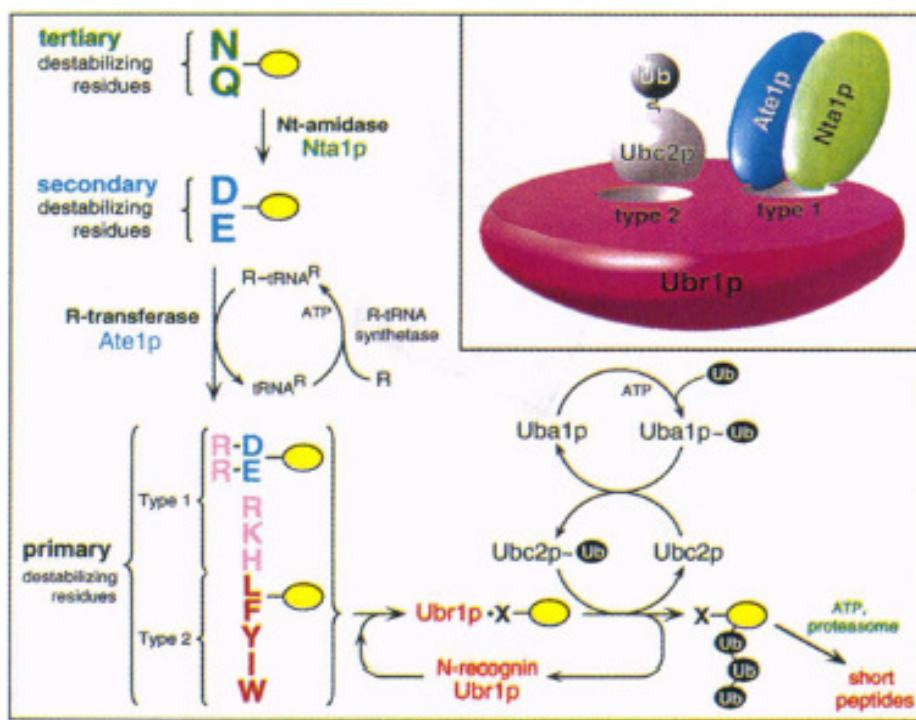 tertiary
destabilizing
residues
N
Q
Nt-amidase
Nta1p
secondary
destabilizing
residues
D
E
R-transferase
Ate1p
R-tRNAR
ATP
R-tRNA
synthetase
tRNAR
R
primary
destabilizing
residues
Type 1
R-D
R-E
R
K
H
Type 2
L
F
Y
I
W
Ub
Ubc2p
Ate1p
Nta1p
type 2
type 1
Ubr1p
ATP
Ub
Uba1p
Uba1p~Ub
Ubc2p~Ub
Ubc2p
Ubr1p•X
N-recognin
Ubr1p
X
Ub
Ub
Ub
ATP,
proteasome
short
peptides